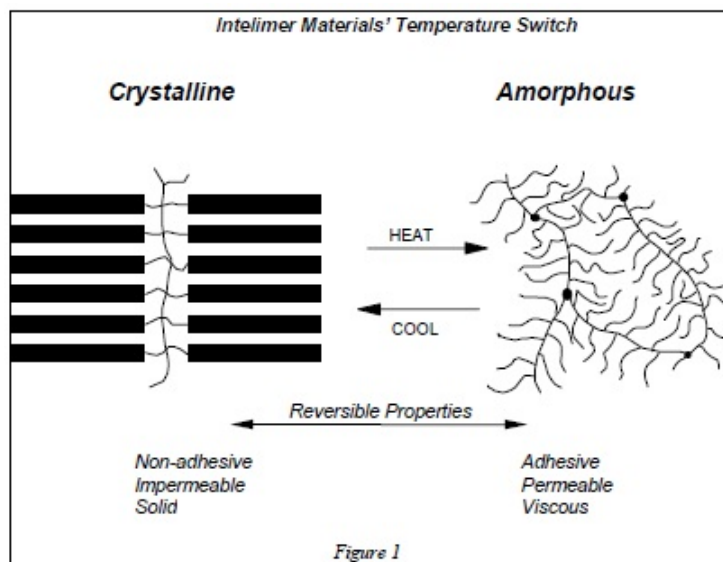 Intelimer Materials' Temperature Switch
Crystalline
Amorphous
HEAT
COOL
Reversible Properties
Non-adhesive
Impermeable
Solid
Adhesive
Permeable
Viscous
Figure 1